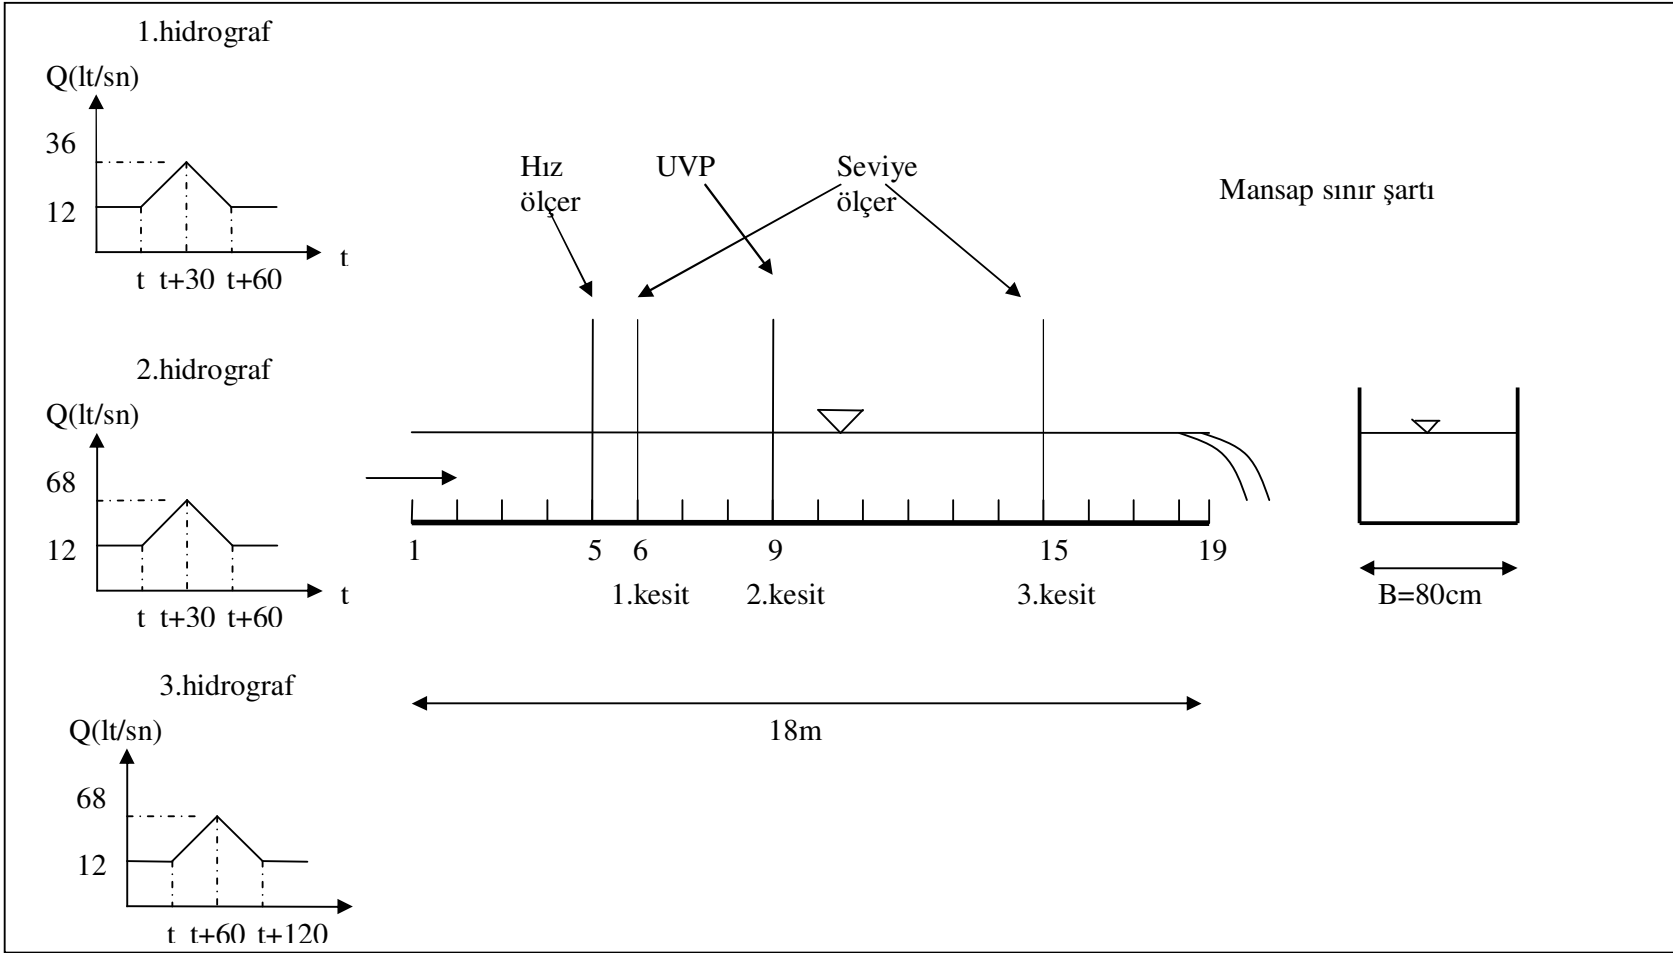 1.hidrograf
Q(lt/sn)
36
12
t
t t+30 t+60
Hız
ölçer
UVP
Seviye
ölçer
Mansap sınır şartı
2.hidrograf
Q(lt/sn)
68
12
t
t t+30 t+60
1 5 6 9 15 19
1.kesit 2.kesit 3.kesit
B=80cm
18m
3.hidrograf
Q(lt/sn)
68
12
t t+60 t+120